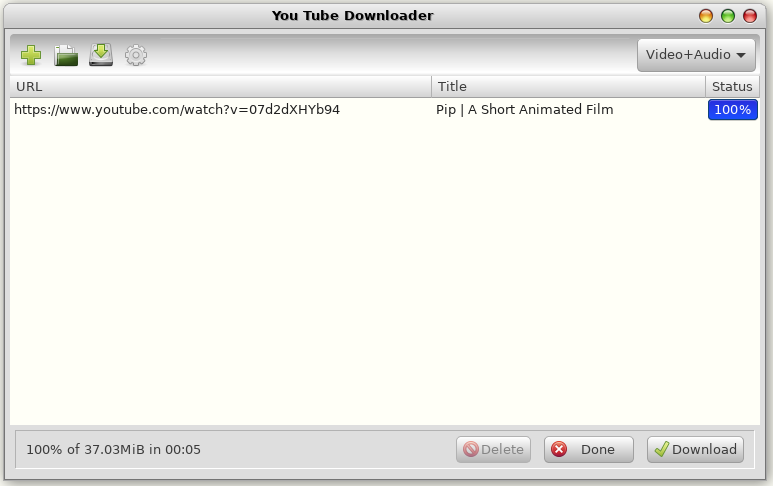 You Tube Downloader
Video+Audio
URL Title Status
https://www.youtube.com/watch?v=07d2dXHYb94 Pip | A Short Animated Film 100%
100% of 37.03MiB in 00:05 Delete Done Download